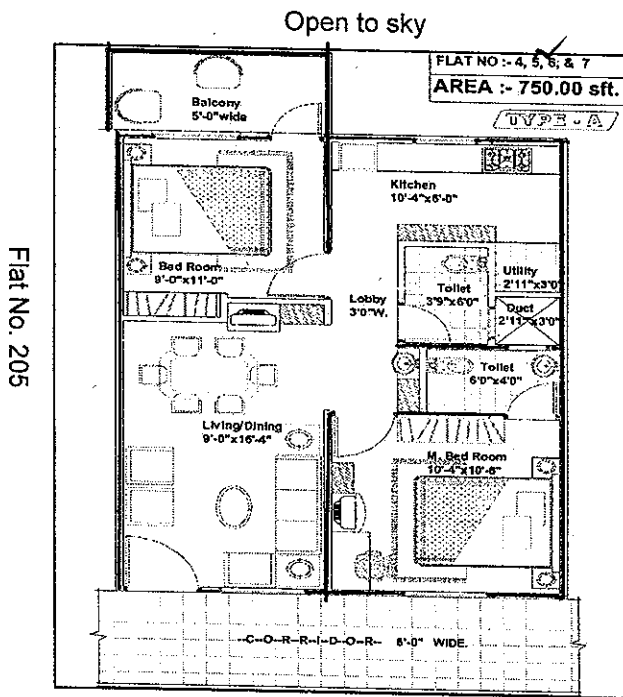 Open to sky
FLAT NO :- 4, 5, 6, & 7
AREA :- 750.00 sft.
TYPE - A
Balcony
5'-0" wide
Kitchen
10'-4"x8'-0"
Bed Room
9'-0"x11'-0"
Lobby
3'0"W.
Toilet
3'9"x6'0"
Utility
2'11"x3'0"
Duct
2'11"x3'0"
Toilet
6'0"x4'0"
Living/Dining
9'-0"x16'-4"
M. Bed Room
10'-4"x10'-6"
CORRIDOR 6'-0" WIDE.
Flat No. 205